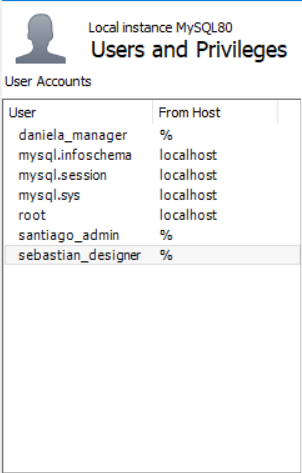 Local instance MySQL80
Users and Privileges
User Accounts
User From Host
daniela_manager %
mysql.infoschema localhost
mysql.session localhost
mysql.sys localhost
root localhost
santiago_admin %
sebastian_designer %